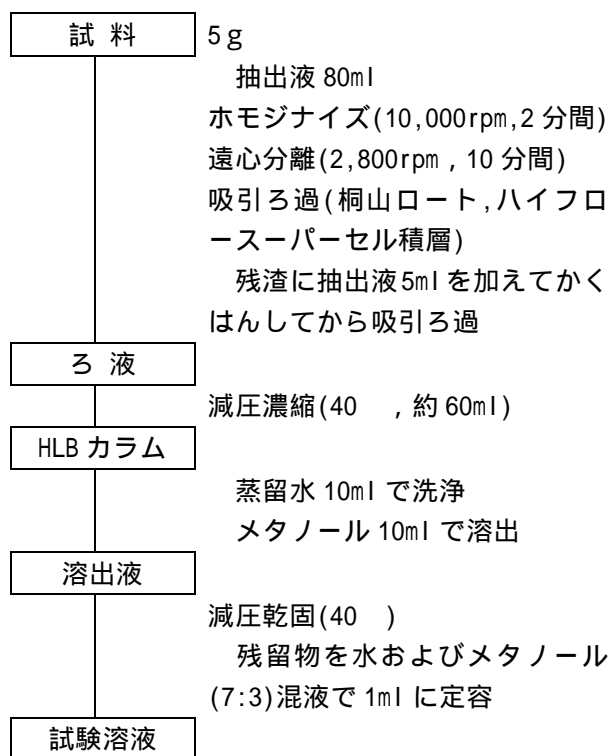 試 料 5g
抽出液 80ml
ホモジナイズ(10,000rpm,2 分間)
遠心分離(2,800rpm , 10 分間)
吸引ろ過(桐山ロート,ハイフロ
ースーパーセル積層)
残渣に抽出液5mlを加えてかく
はんしてから吸引ろ過
ろ 液
減圧濃縮(40 , 約 60ml)
HLB カラム
蒸留水 10ml で洗浄
メタノール 10ml で溶出
溶出液
減圧乾固(40 )
残留物を水およびメタノール
(7:3)混液で 1ml に定容
試験溶液